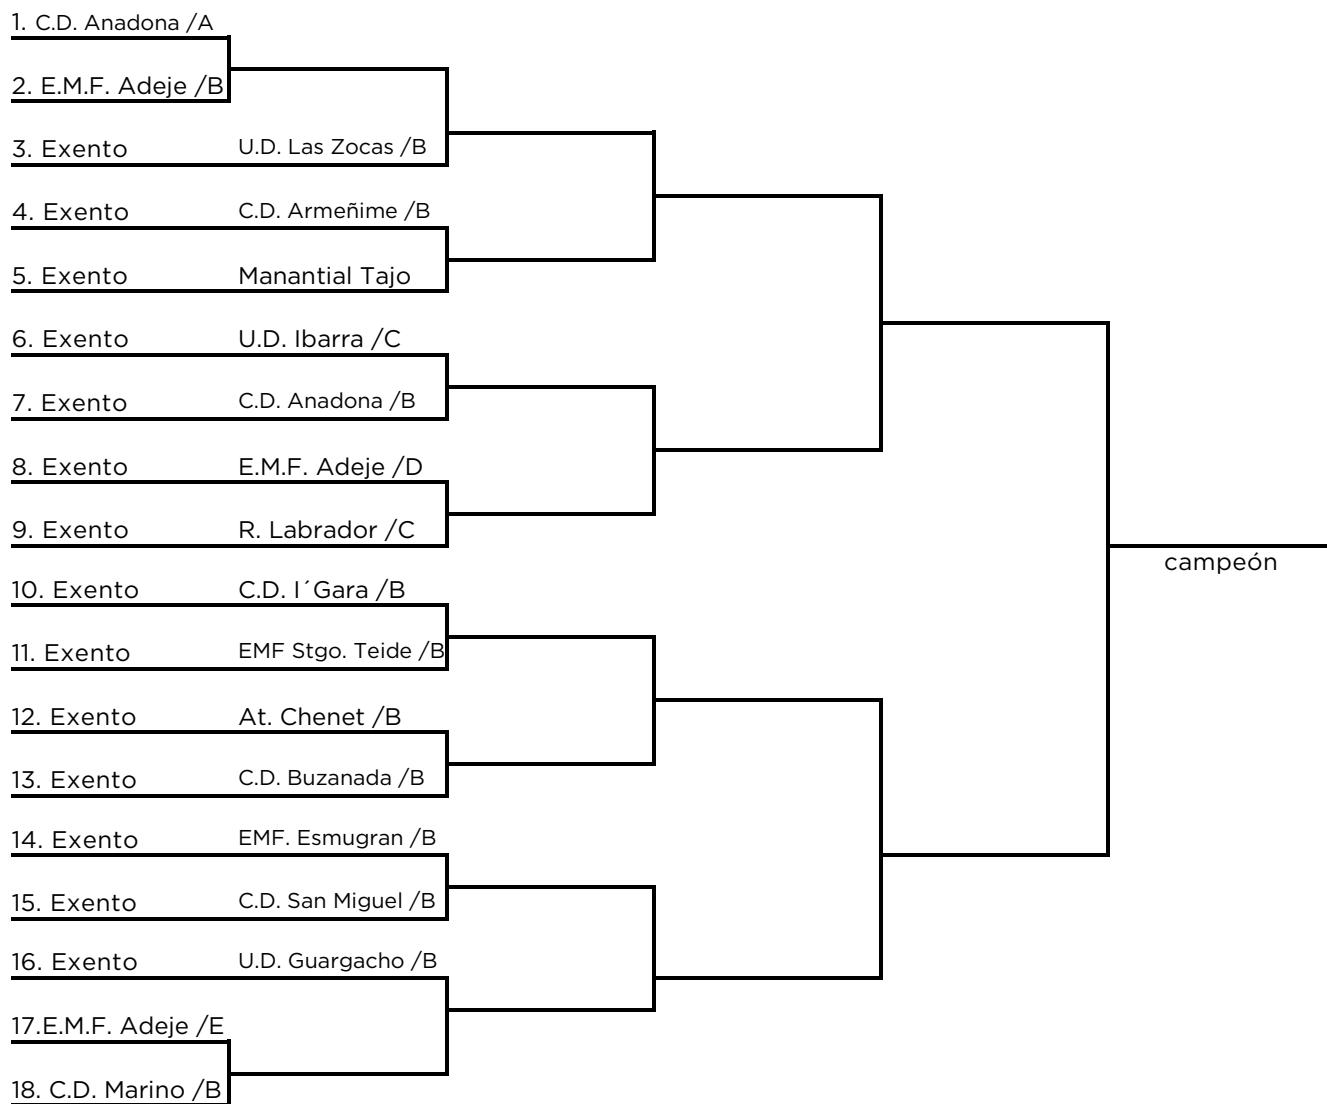 1. C.D. Anadona /A
2. E.M.F. Adeje /B
3. Exento U.D. Las Zocas /B
4. Exento C.D. Armeñime /B
5. Exento Manantial Tajo
6. Exento U.D. Ibarra /C
7. Exento C.D. Anadona /B
8. Exento E.M.F. Adeje /D
9. Exento R. Labrador /C
10. Exento C.D. I´Gara /B
campeón
11. Exento EMF Stgo. Teide /B
12. Exento At. Chenet /B
13. Exento C.D. Buzanada /B
14. Exento EMF. Esmugran /B
15. Exento C.D. San Miguel /B
16. Exento U.D. Guargacho /B
17.E.M.F. Adeje /E
18. C.D. Marino /B